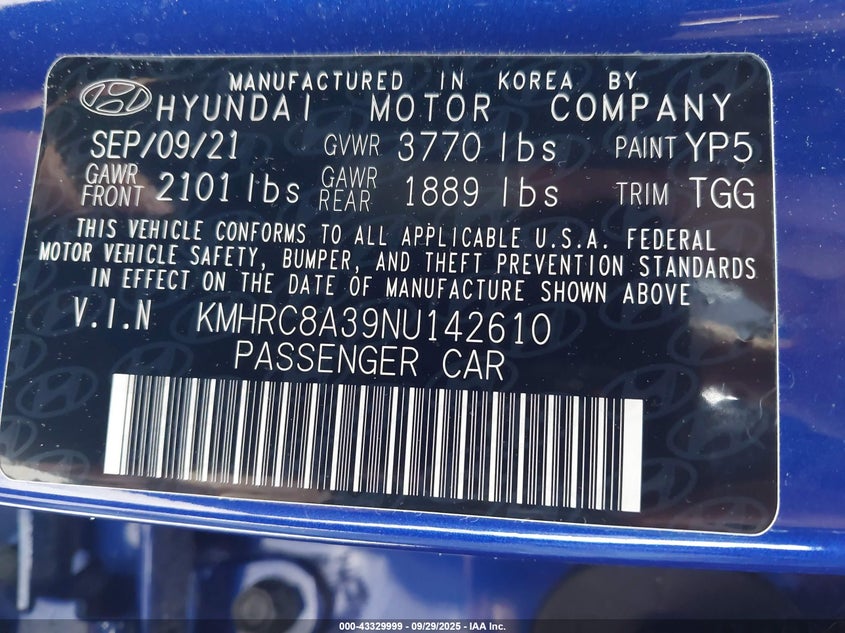 MANUFACTURED IN KOREA BY
HYUNDAI MOTOR COMPANY
SEP/09/21 GVWR 3770 lbs PAINT YP5
GAWR FRONT 2101 lbs GAWR REAR 1889 lbs TRIM TGG
THIS VEHICLE CONFORMS TO ALL APPLICABLE U.S.A. FEDERAL
MOTOR VEHICLE SAFETY, BUMPER, AND THEFT PREVENTION STANDARDS
IN EFFECT ON THE DATE OF MANUFACTURE SHOWN ABOVE
V.I.N KMHRC8A39NU142610
PASSENGER CAR
000-43329999 - 09/29/2025 - IAA Inc.